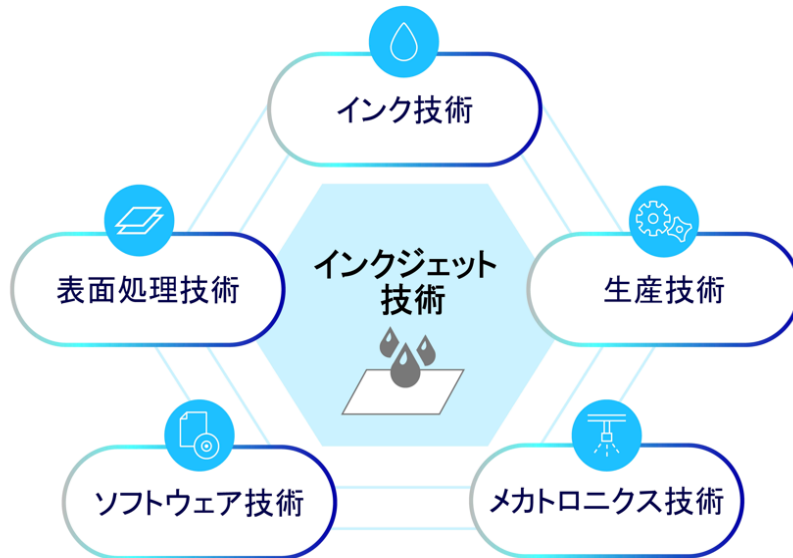 インク技術
表面処理技術
インクジェット
技術
生産技術
ソフトウェア技術
メカトロニクス技術